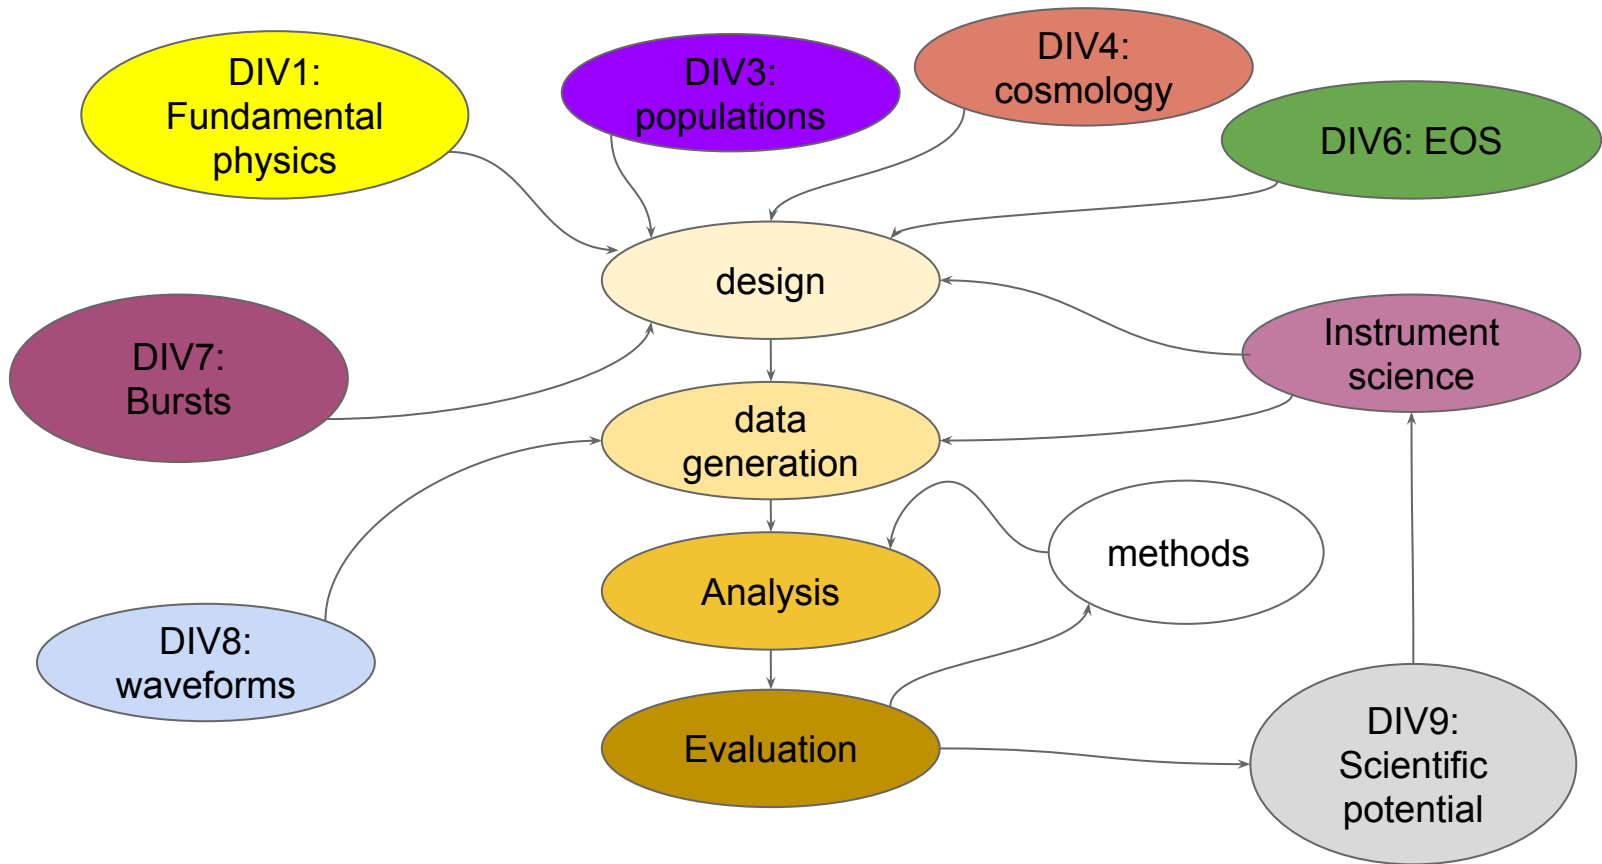 DIV1:
Fundamental
physics
DIV3:
populations
DIV4:
cosmology
DIV6: EOS
design
DIV7:
Bursts
Instrument
science
data
generation
methods
Analysis
DIV8:
waveforms
Evaluation
DIV9:
Scientific
potential